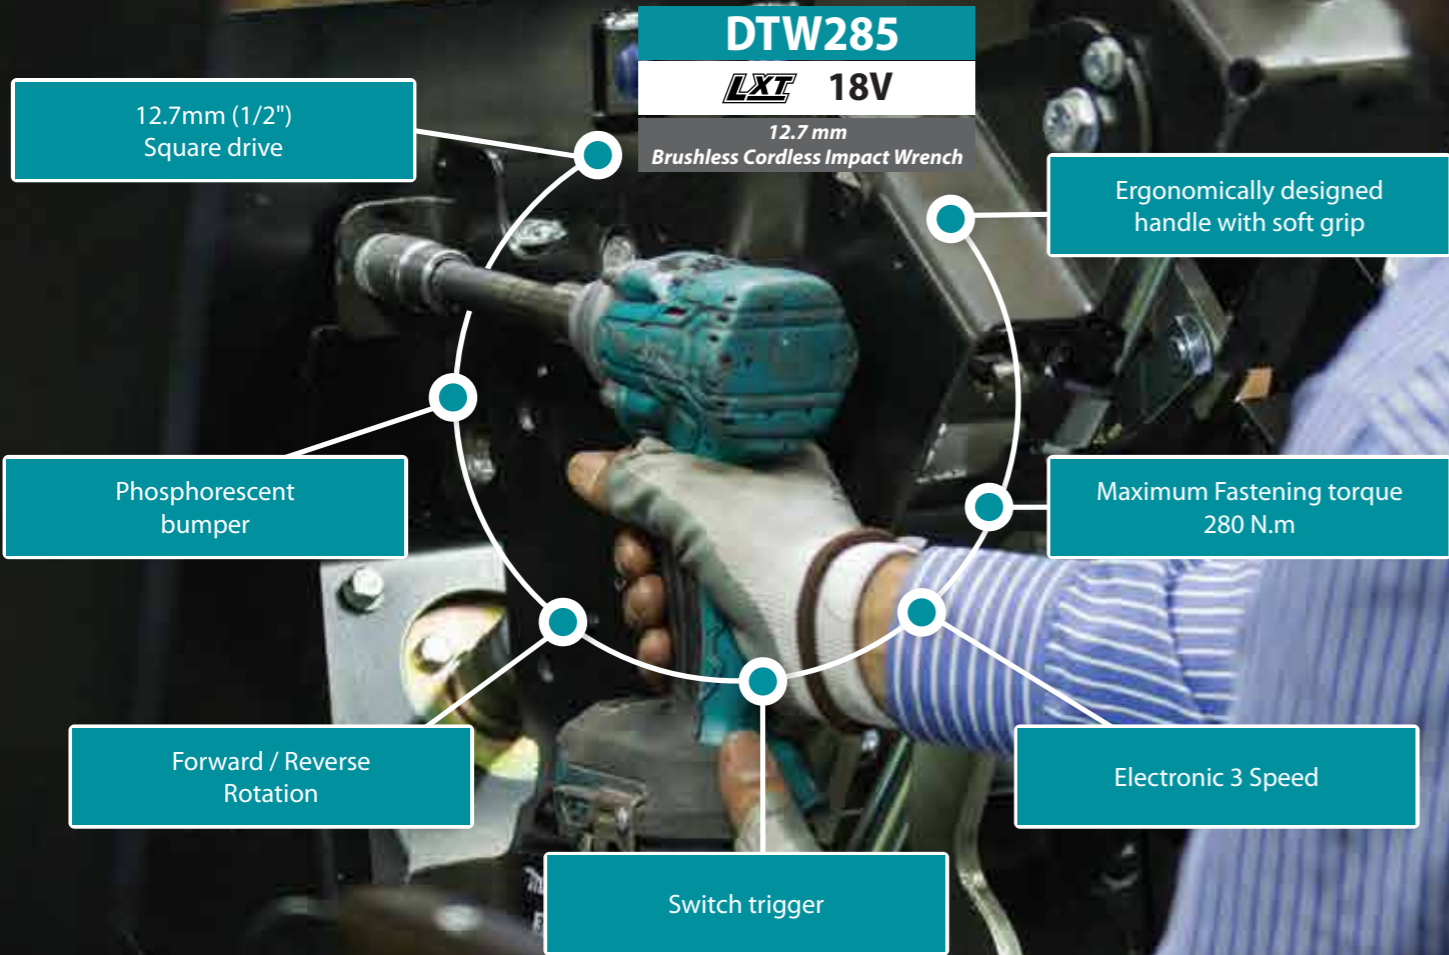 DTW285
LXT 18V
12.7 mm
Brushless Cordless Impact Wrench
12.7mm (1/2")
Square drive
Ergonomically designed
handle with soft grip
Phosphorescent
bumper
Maximum Fastening torque
280 N.m
Forward / Reverse
Rotation
Electronic 3 Speed
Switch trigger